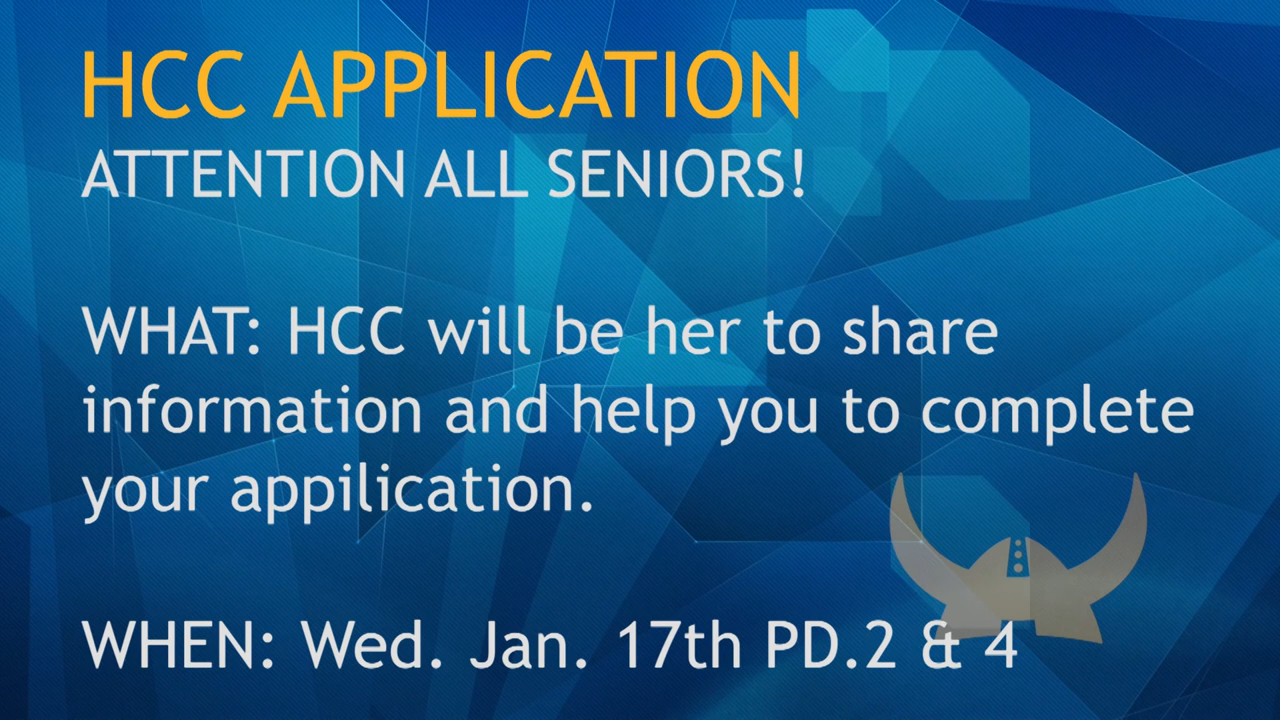 HCC APPLICATION
ATTENTION ALL SENIORS!
WHAT: HCC will be her to share
information and help you to complete
your appilication.
WHEN: Wed. Jan. 17th PD.2 & 4